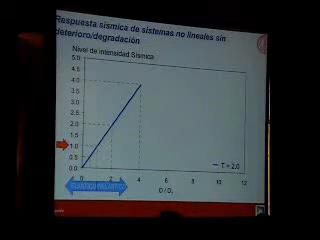 Respuesta sísmica de sistemas no lineales sin
deterioro/degradación
Nivel de intensidad Sísmica
5.0
4.5
4.0
3.5
3.0
2.5
2.0
1.5
1.0
0.5
0.0
0 2 4 6 8 10 12
T = 2.0
ELÁSTICO INELÁSTICO